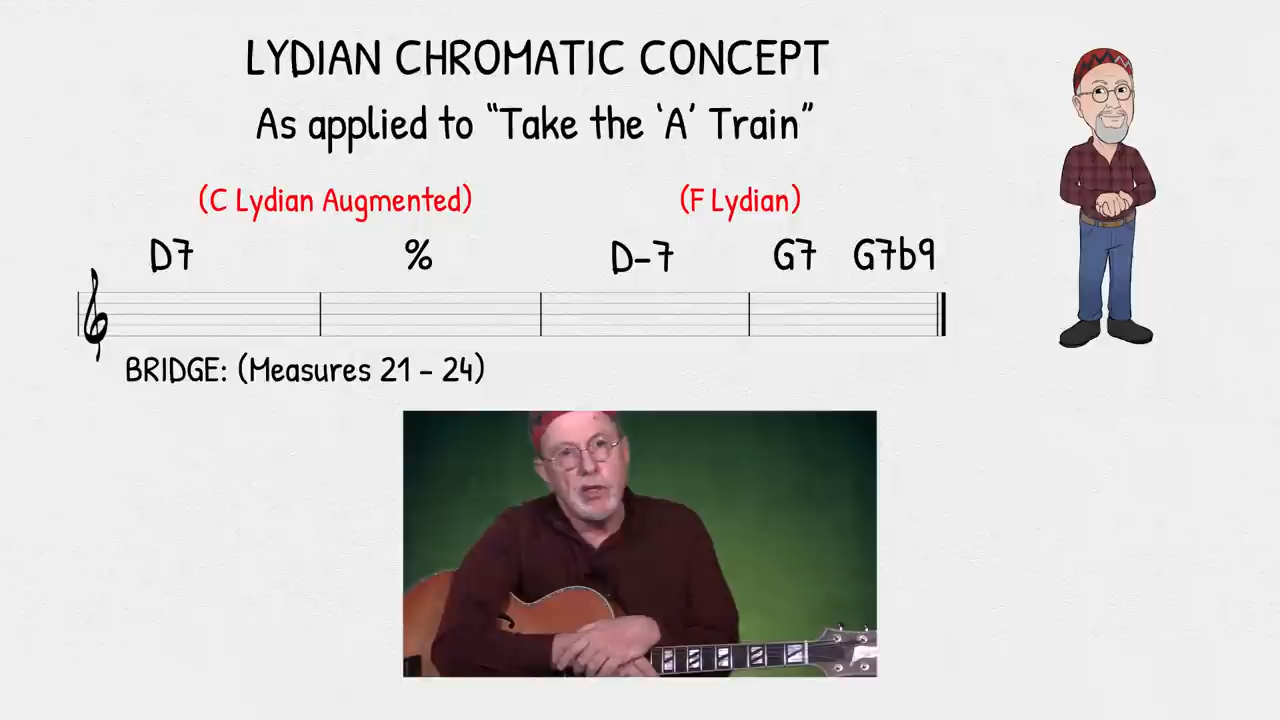 LYDIAN CHROMATIC CONCEPT
As applied to “Take the ‘A’ Train”
(C Lydian Augmented) (F Lydian)
D7 % D-7 G7 G7b9
BRIDGE: (Measures 21 - 24)